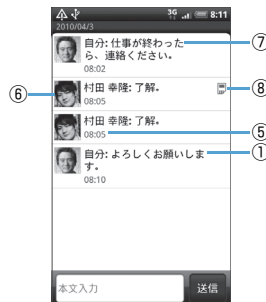 3G 8:11
2010/04/3
自分: 仕事が終わった
ら、連絡ください。
08:02
⑦
村田 幸隆: 了解。
08:05
⑥
⑧
村田 幸隆: 了解。
08:05
⑤
自分: よろしくお願いしま
す。
08:10
①
本文入力
送信